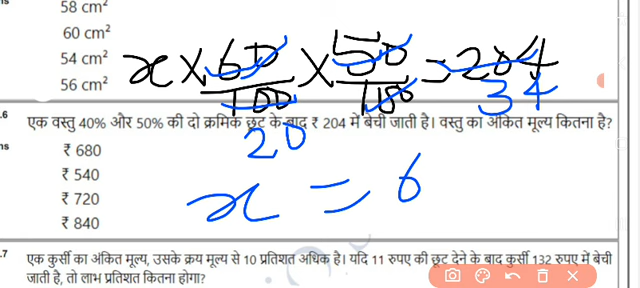 58 cm²
60 cm²
54 cm²
56 cm²
x × 60/100 × 50/100 = 204
34
20
x = 6
.6 एक वस्तु 40% और 50% की दो क्रमिक छूट के बाद ₹ 204 में बेची जाती है। वस्तु का अंकित मूल्य कितना है?
ns
₹ 680
₹ 540
₹ 720
₹ 840
.7 एक कुर्सी का अंकित मूल्य, उसके क्रय मूल्य से 10 प्रतिशत अधिक है। यदि 11 रुपए की छूट देने के बाद कुर्सी 132 रुपए में बेची
जाती है, तो लाभ प्रतिशत कितना होगा?